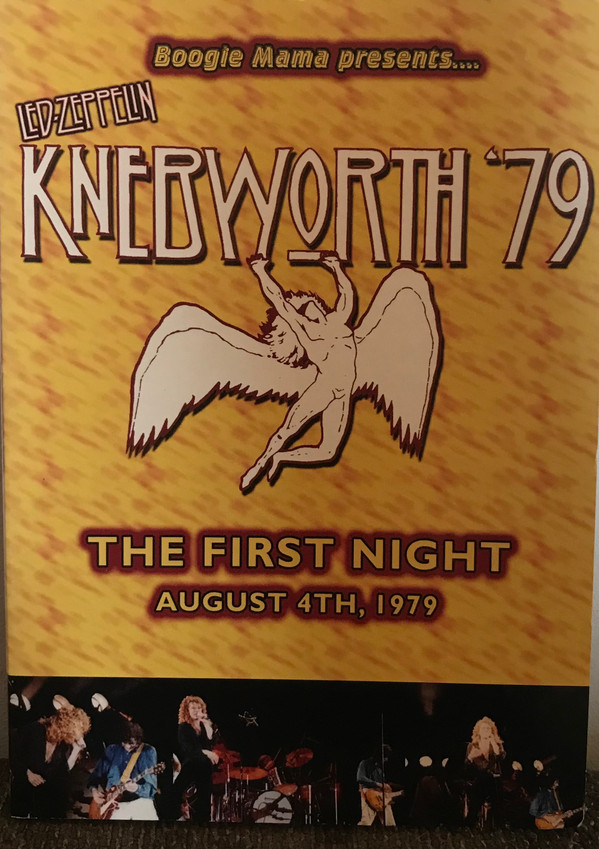 Boogie Mama presents....
LED-ZEPPELIN
KNEBWORTH '79
THE FIRST NIGHT
AUGUST 4TH, 1979